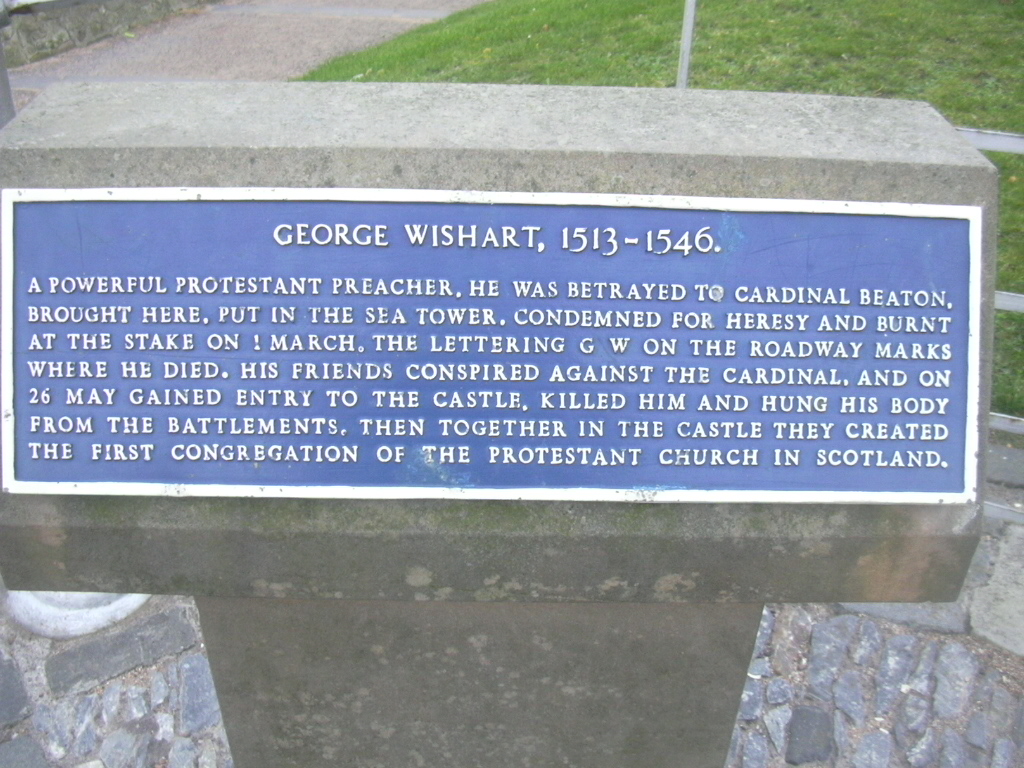 GEORGE WISHART, 1513-1546.
A POWERFUL PROTESTANT PREACHER, HE WAS BETRAYED TO CARDINAL BEATON,
BROUGHT HERE, PUT IN THE SEA TOWER, CONDEMNED FOR HERESY AND BURNT
AT THE STAKE ON 1 MARCH. THE LETTERING G W ON THE ROADWAY MARKS
WHERE HE DIED. HIS FRIENDS CONSPIRED AGAINST THE CARDINAL, AND ON
26 MAY GAINED ENTRY TO THE CASTLE, KILLED HIM AND HUNG HIS BODY
FROM THE BATTLEMENTS. THEN TOGETHER IN THE CASTLE THEY CREATED
THE FIRST CONGREGATION OF THE PROTESTANT CHURCH IN SCOTLAND.